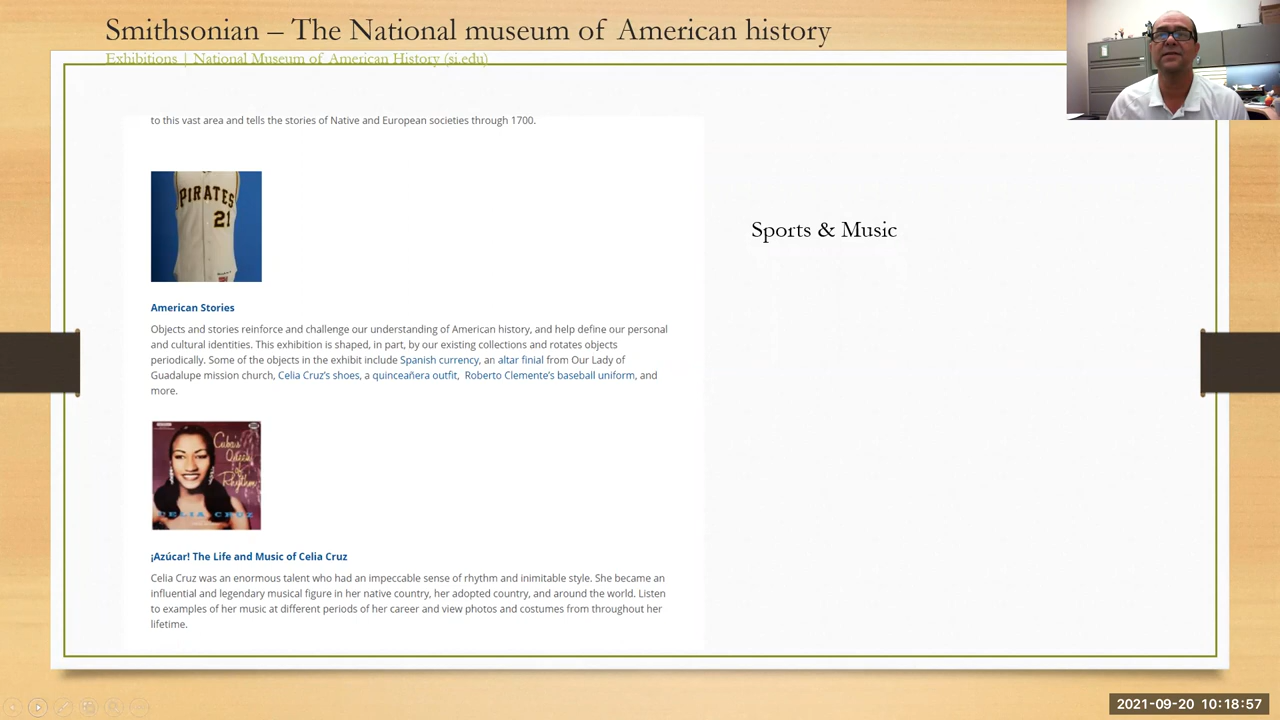 Smithsonian – The National museum of American history
Exhibitions | National Museum of American History (si.edu)
to this vast area and tells the stories of Native and European societies through 1700.
PIRATES
21
Sports & Music
American Stories
Objects and stories reinforce and challenge our understanding of American history, and help define our personal
and cultural identities. This exhibition is shaped, in part, by our existing collections and rotates objects
periodically. Some of the objects in the exhibit include Spanish currency, an altar finial from Our Lady of
Guadalupe mission church, Celia Cruz's shoes, a quinceañera outfit,  Roberto Clemente's baseball uniform, and
more.
Cuba's
Queen
of
Rhythm
CELIA CRUZ
¡Azúcar! The Life and Music of Celia Cruz
Celia Cruz was an enormous talent who had an impeccable sense of rhythm and inimitable style. She became an
influential and legendary musical figure in her native country, her adopted country, and around the world. Listen
to examples of her music at different periods of her career and view photos and costumes from throughout her
lifetime.
2021-09-20 10:18:57